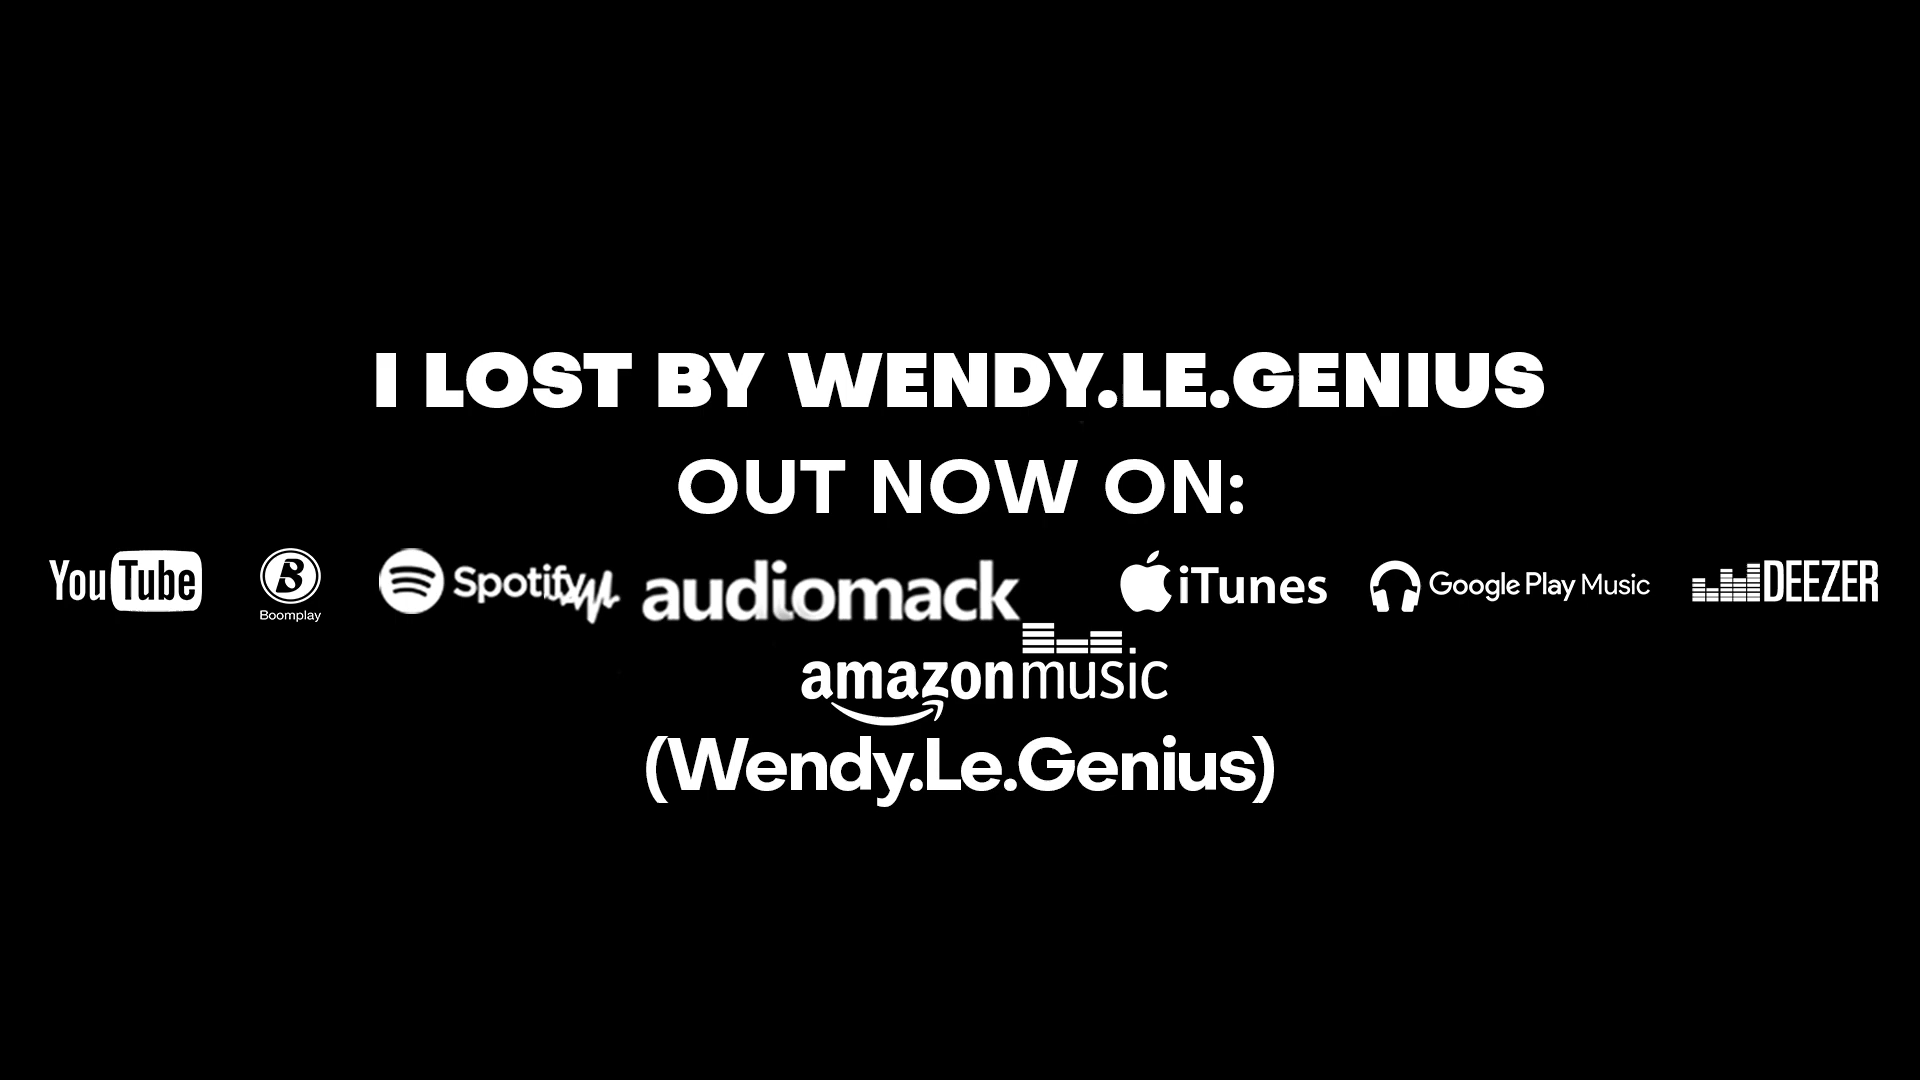 I LOST BY WENDY.LE.GENIUS
OUT NOW ON:
YouTube
B
Boomplay
Spotify
audiomack
iTunes
Google Play Music
DEEZER
amazon music
(Wendy.Le.Genius)